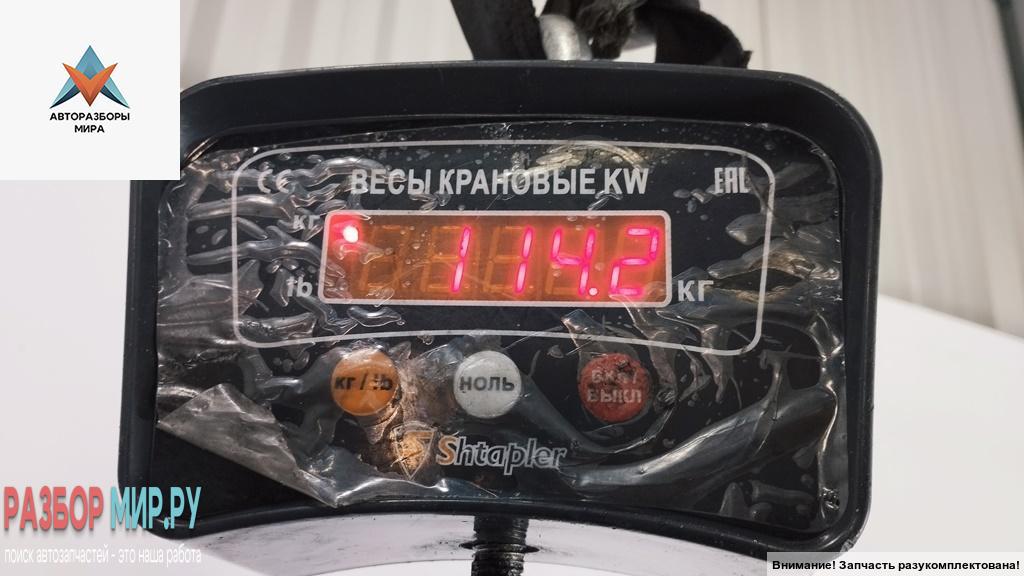 АВТОРАЗБОРЫ
МИРА
CE ВЕСЫ КРАНОВЫЕ KW EAC
кг
114.2
lb
КГ
кг / lb
НОЛЬ
ВКЛ/
ВЫКЛ
Shtapler
РАЗБОР МИР.РУ
поиск автозапчастей - это наша работа
Внимание! Запчасть разукомплектована!